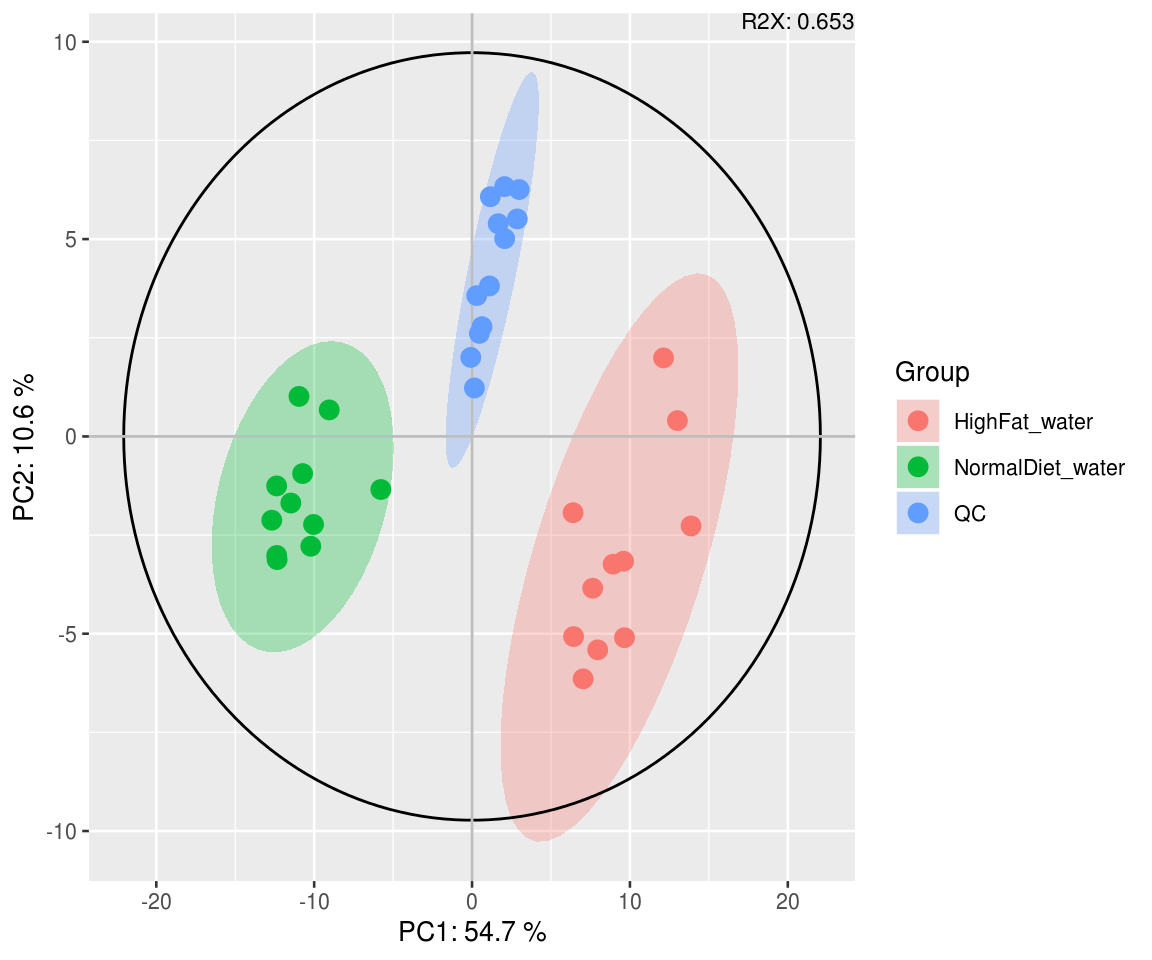 R2X: 0.653
10
5
0
-5
-10
PC2: 10.6 %
-20
-10
0
10
20
PC1: 54.7 %
Group
HighFat_water
NormalDiet_water
QC